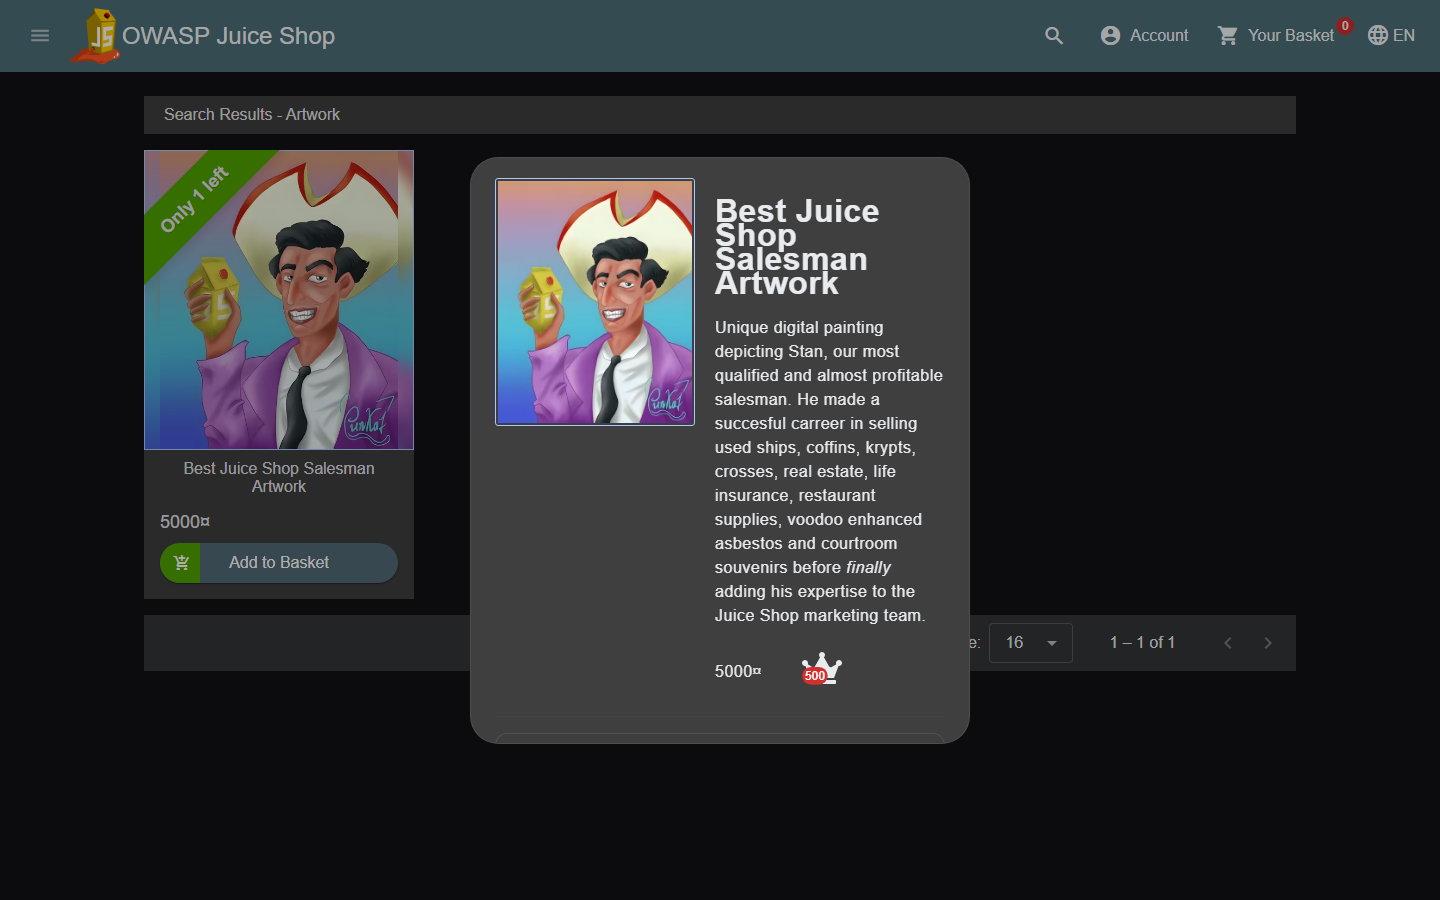 OWASP Juice Shop
Account
Your Basket
0
EN
Search Results - Artwork
Only 1 left
Best Juice Shop Salesman
Artwork
5000¤
Add to Basket
Best Juice
Shop
Salesman
Artwork
Unique digital painting
depicting Stan, our most
qualified and almost profitable
salesman. He made a
succesful carreer in selling
used ships, coffins, krypts,
crosses, real estate, life
insurance, restaurant
supplies, voodoo enhanced
asbestos and courtroom
souvenirs before finally
adding his expertise to the
Juice Shop marketing team.
5000¤
500
e:
16
1 – 1 of 1